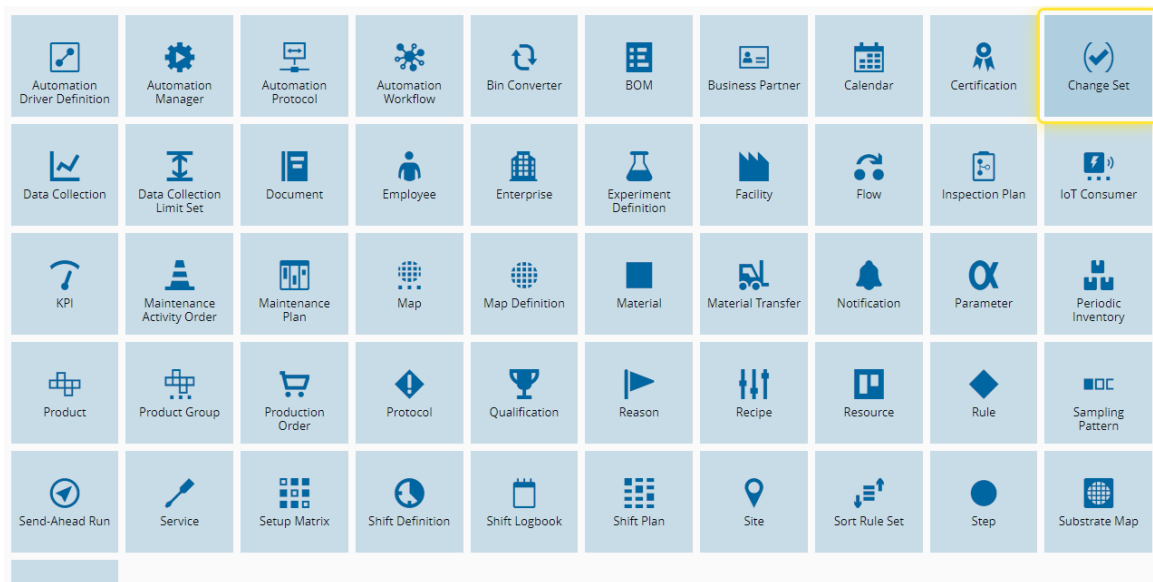 Automation
Driver Definition
Automation
Manager
Automation
Protocol
Automation
Workflow
Bin Converter
BOM
Business Partner
Calendar
Certification
Change Set
Data Collection
Data Collection
Limit Set
Document
Employee
Enterprise
Experiment
Definition
Facility
Flow
Inspection Plan
IoT Consumer
KPI
Maintenance
Activity Order
Maintenance
Plan
Map
Map Definition
Material
Material Transfer
Notification
Parameter
Periodic
Inventory
Product
Product Group
Production
Order
Protocol
Qualification
Reason
Recipe
Resource
Rule
Sampling
Pattern
Send-Ahead Run
Service
Setup Matrix
Shift Definition
Shift Logbook
Shift Plan
Site
Sort Rule Set
Step
Substrate Map